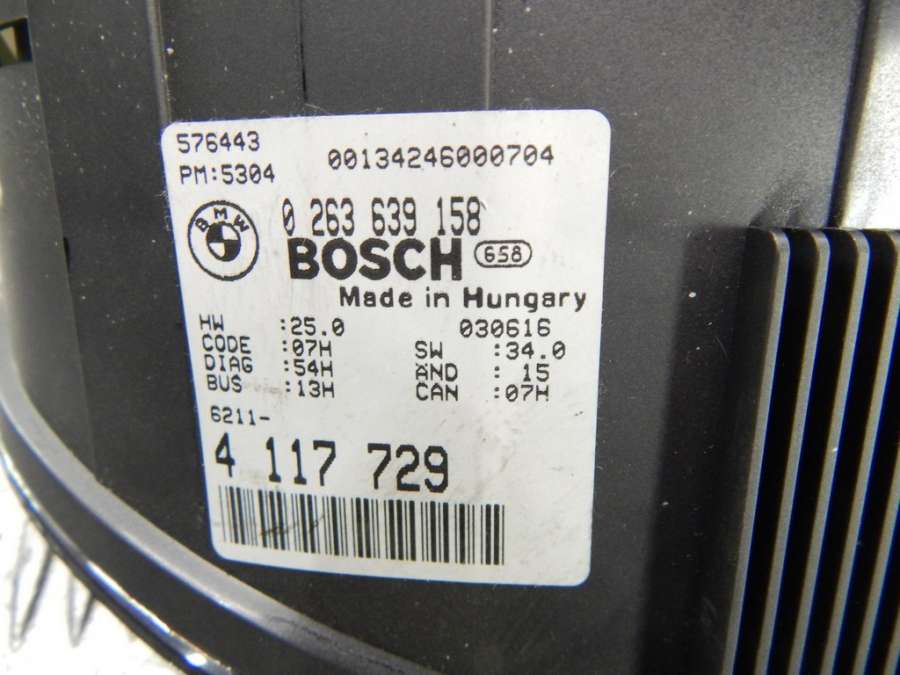 576443
00134246000704
PM:5304
BMW
0 263 639 158
BOSCH 658
Made in Hungary
HW :25.0 030616
CODE :07H SW :34.0
DIAG :54H ÄND : 15
BUS :13H CAN :07H
6211-
4 117 729